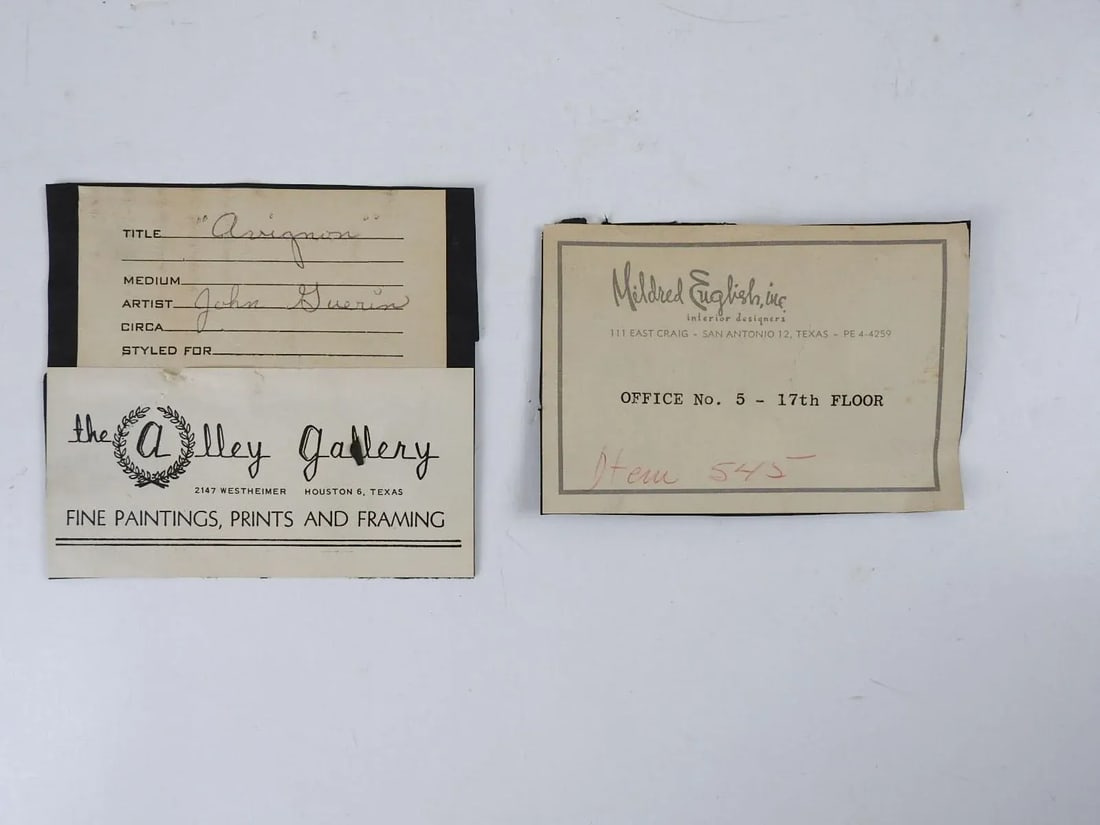 TITLE "Avignon"
MEDIUM
ARTIST John Guerin
CIRCA
STYLED FOR
the Alley Gallery
2147 WESTHEIMER HOUSTON 6, TEXAS
FINE PAINTINGS, PRINTS AND FRAMING
Mildred English, inc.
interior designers
111 EAST CRAIG - SAN ANTONIO 12, TEXAS - PE 4-4259
OFFICE No. 5 - 17th FLOOR
Item 545